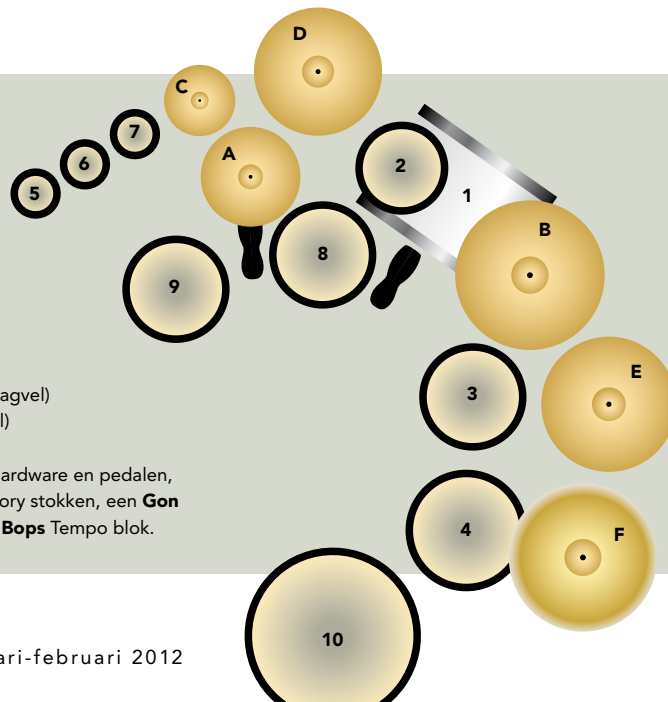 D
C
7
A
2
6
5
1
B
8
9
E
3
agvel)
l)
ardware en pedalen,
ory stokken, een Gon
Bops Tempo blok.
4
F
10
ari-februari 2012